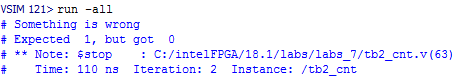 VSIM 121> run -all
# Something is wrong
# Expected  1, but got  0
# ** Note: $stop    : C:/intelFPGA/18.1/labs/labs_7/tb2_cnt.v(63)
#    Time: 110 ns  Iteration: 2  Instance: /tb2_cnt